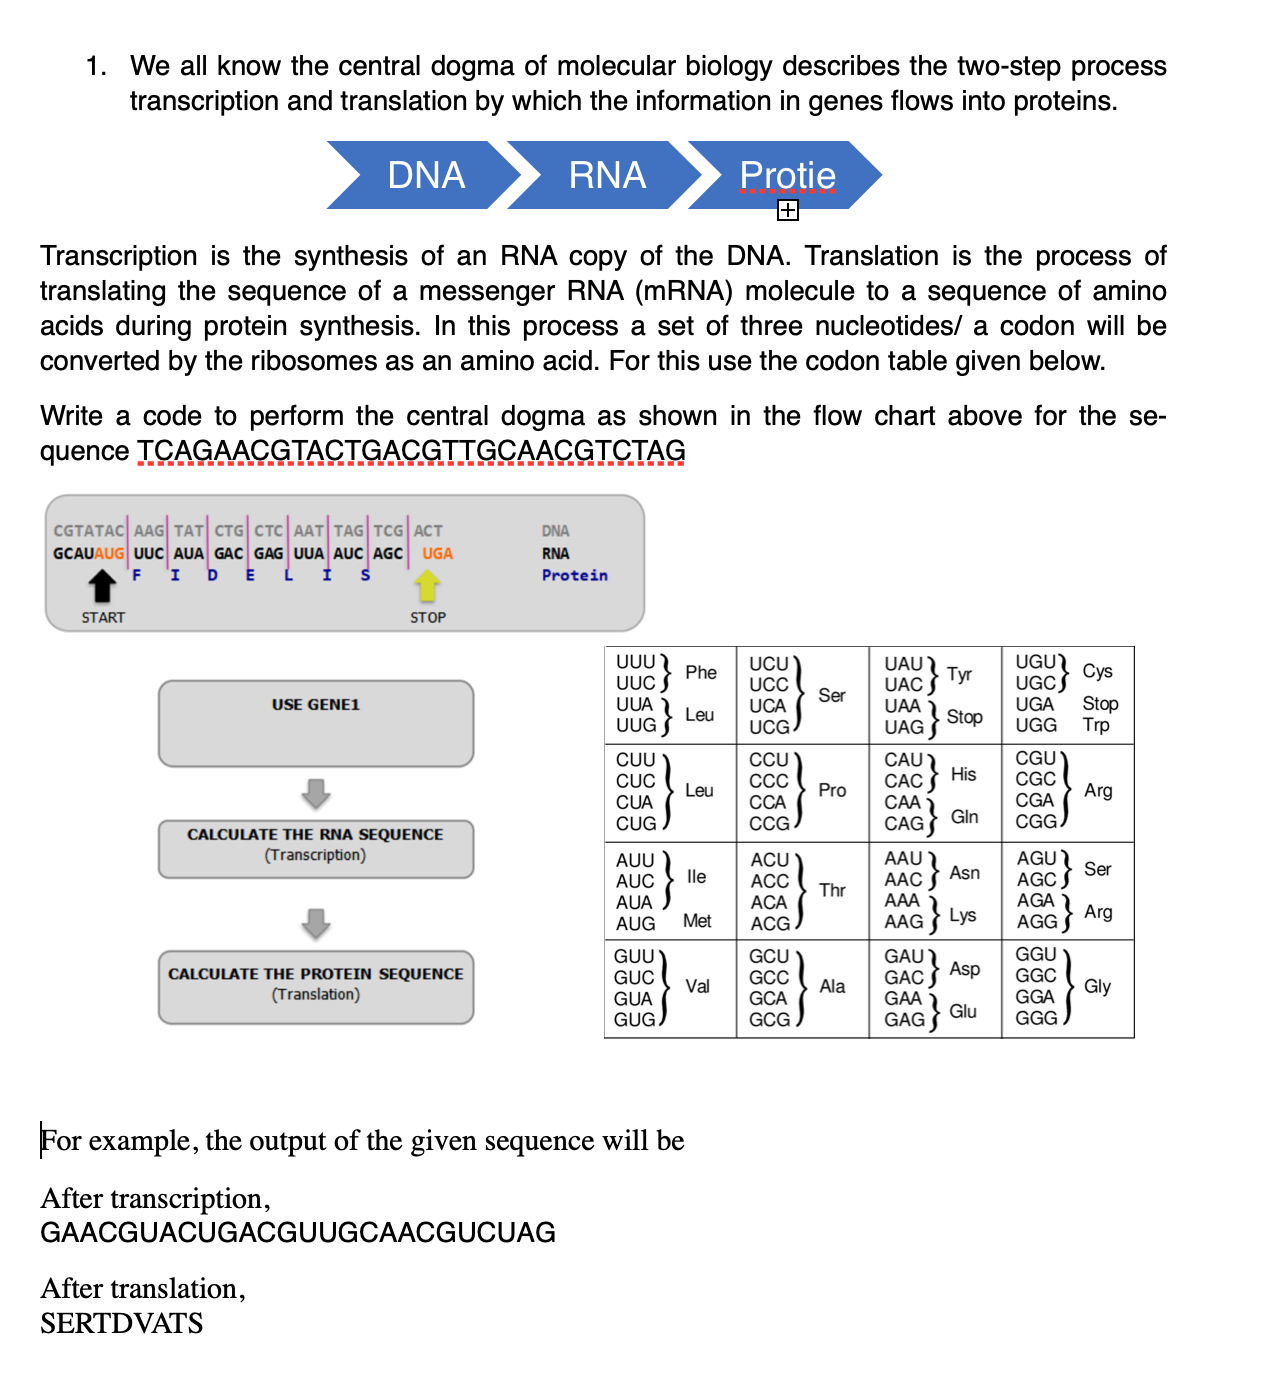 1. We all know the central dogma of molecular biology describes the two-step process
transcription and translation by which the information in genes flows into proteins.
DNA
RNA
Protie
Transcription is the synthesis of an RNA copy of the DNA. Translation is the process of
translating the sequence of a messenger RNA (mRNA) molecule to a sequence of amino
acids during protein synthesis. In this process a set of three nucleotides/ a codon will be
converted by the ribosomes as an amino acid. For this use the codon table given below.
Write a code to perform the central dogma as shown in the flow chart above for the se-
quence TCAGAACGTACTGACGTTGCAACGTCTAG
CGTATAC AAG TAT CTG CTC AAT TAG TCG ACT DNA
GCAUAUG UUC AUA GAC GAG UUA AUC AGC UGA RNA
F I D E L I S Protein
START STOP
USE GENE1
CALCULATE THE RNA SEQUENCE
(Transcription)
CALCULATE THE PROTEIN SEQUENCE
(Translation)
UUU
UUC
Phe
UUA
UUG
Leu
UCU
UCC
UCA
UCG
Ser
UAU
UAC
Tyr
UAA
UAG
Stop
UGU
UGC
Cys
UGA Stop
UGG Trp
CUU
CUC
CUA
CUG
Leu
CCU
CCC
CCA
CCG
Pro
CAU
CAC
His
CAA
CAG
Gln
CGU
CGC
CGA
CGG
Arg
AUU
AUC
AUA
Ile
AUG Met
ACU
ACC
ACA
ACG
Thr
AAU
AAC
Asn
AAA
AAG
Lys
AGU
AGC
Ser
AGA
AGG
Arg
GUU
GUC
GUA
GUG
Val
GCU
GCC
GCA
GCG
Ala
GAU
GAC
Asp
GAA
GAG
Glu
GGU
GGC
GGA
GGG
Gly
For example, the output of the given sequence will be
After transcription,
GAACGUACUGACGUUGCAACGUCUAG
After translation,
SERTDVATS